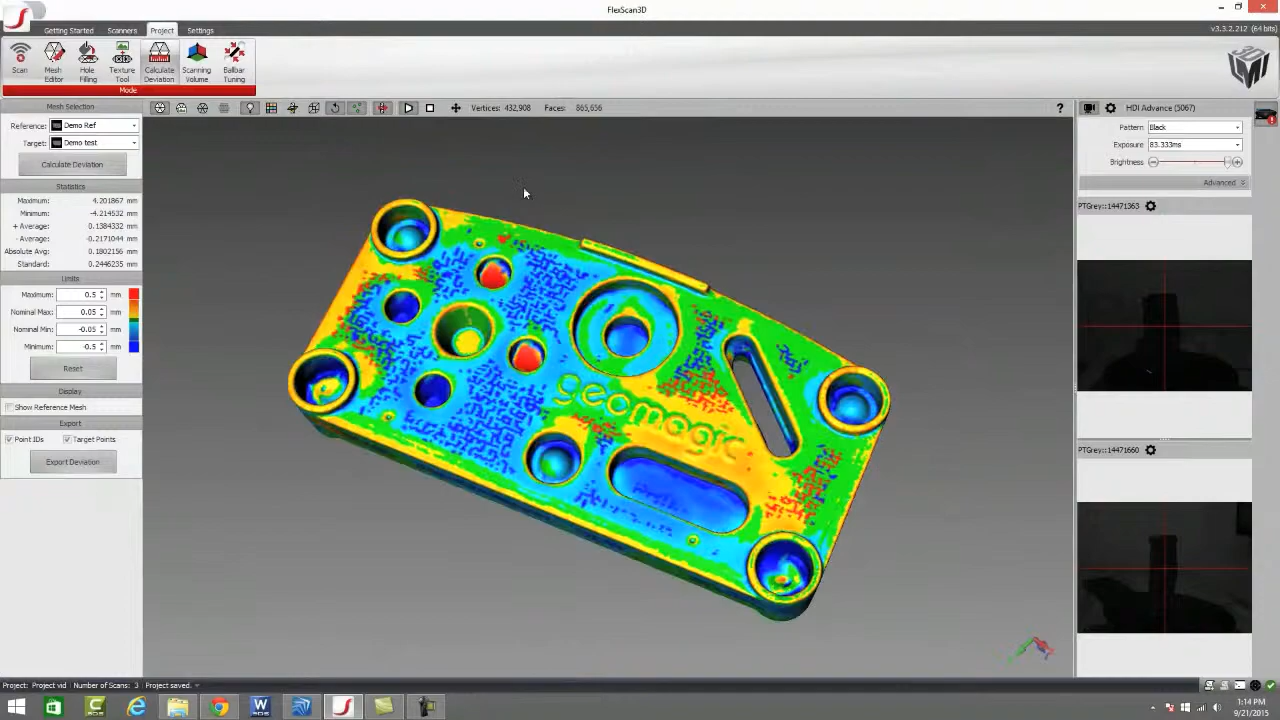 FlexScan3D
Getting Started Scanners Project Settings
v3.3.2.212 (64 bits)
Scan
Mesh Editor
Hole Filling
Texture Tool
Calculate Deviation
Scanning Volume
Ballbar Tuning
Mode
Mesh Selection
Reference: Demo Ref
Target: Demo test
Calculate Deviation
Statistics
Maximum: 4.201867 mm
Minimum: -4.214532 mm
+ Average: 0.1384332 mm
- Average: -0.2171044 mm
Absolute Avg: 0.1802156 mm
Standard: 0.2446235 mm
Units
Maximum: 0.5 mm
Nominal Max: 0.05 mm
Nominal Min: -0.05 mm
Minimum: -0.5 mm
Reset
Display
Show Reference Mesh
Export
Point IDs Target Points
Export Deviation
Vertices: 432,908 Faces: 865,656
?
geomagic
HDI Advance (5067)
Pattern Black
Exposure 83.333ms
Brightness
Advanced
PTGrey::14471363
PTGrey::14471660
Project: Project vid Number of Scans: 3 Project saved.
1:14 PM
9/21/2015